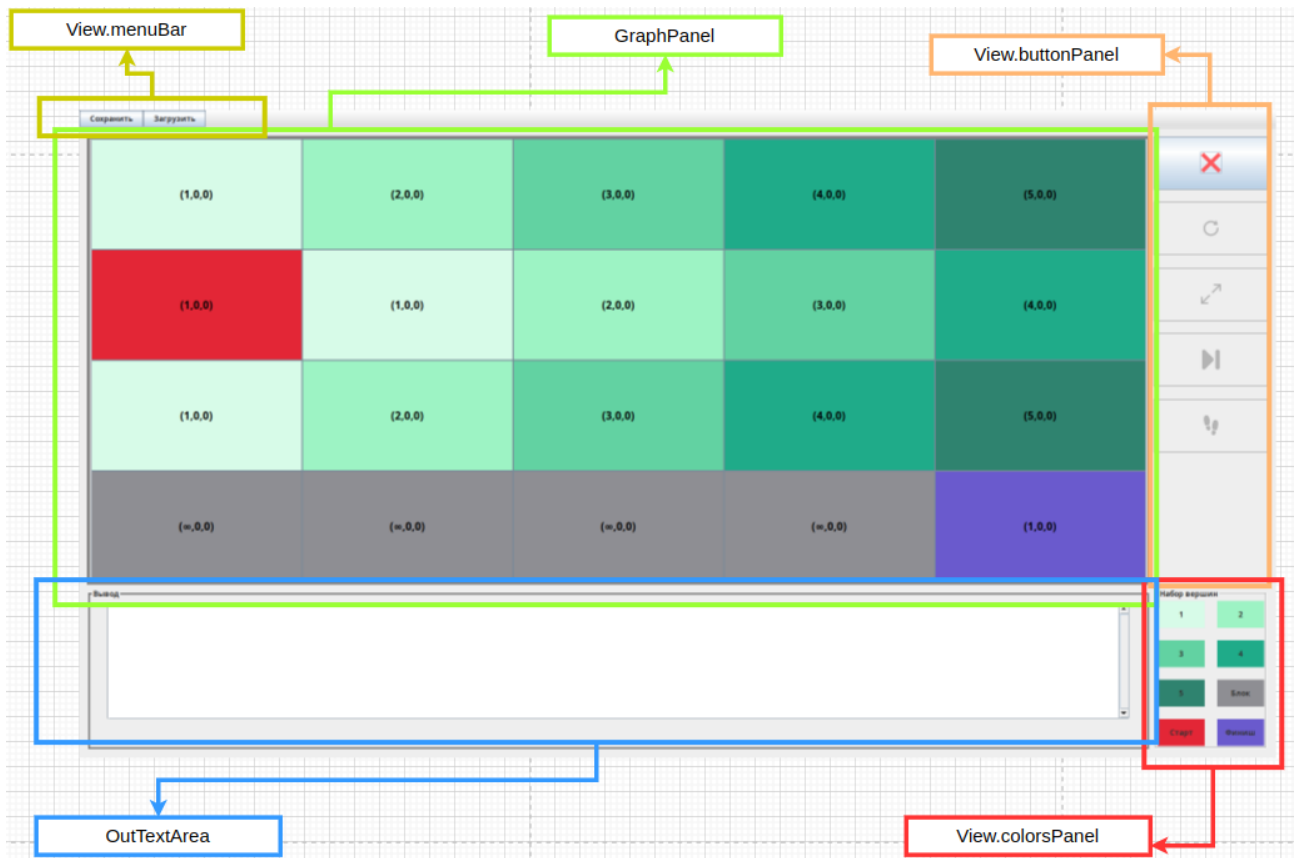 View.menuBar
GraphPanel
View.buttonPanel
Сохранить Загрузить
(1,0,0) (2,0,0) (3,0,0) (4,0,0) (5,0,0)
(1,0,0) (1,0,0) (2,0,0) (3,0,0) (4,0,0)
(1,0,0) (2,0,0) (3,0,0) (4,0,0) (5,0,0)
(∞,0,0) (∞,0,0) (∞,0,0) (∞,0,0) (1,0,0)
Вывод
Набор вершин
1 2
3 4
5 Блок
Старт Финиш
OutTextArea
View.colorsPanel